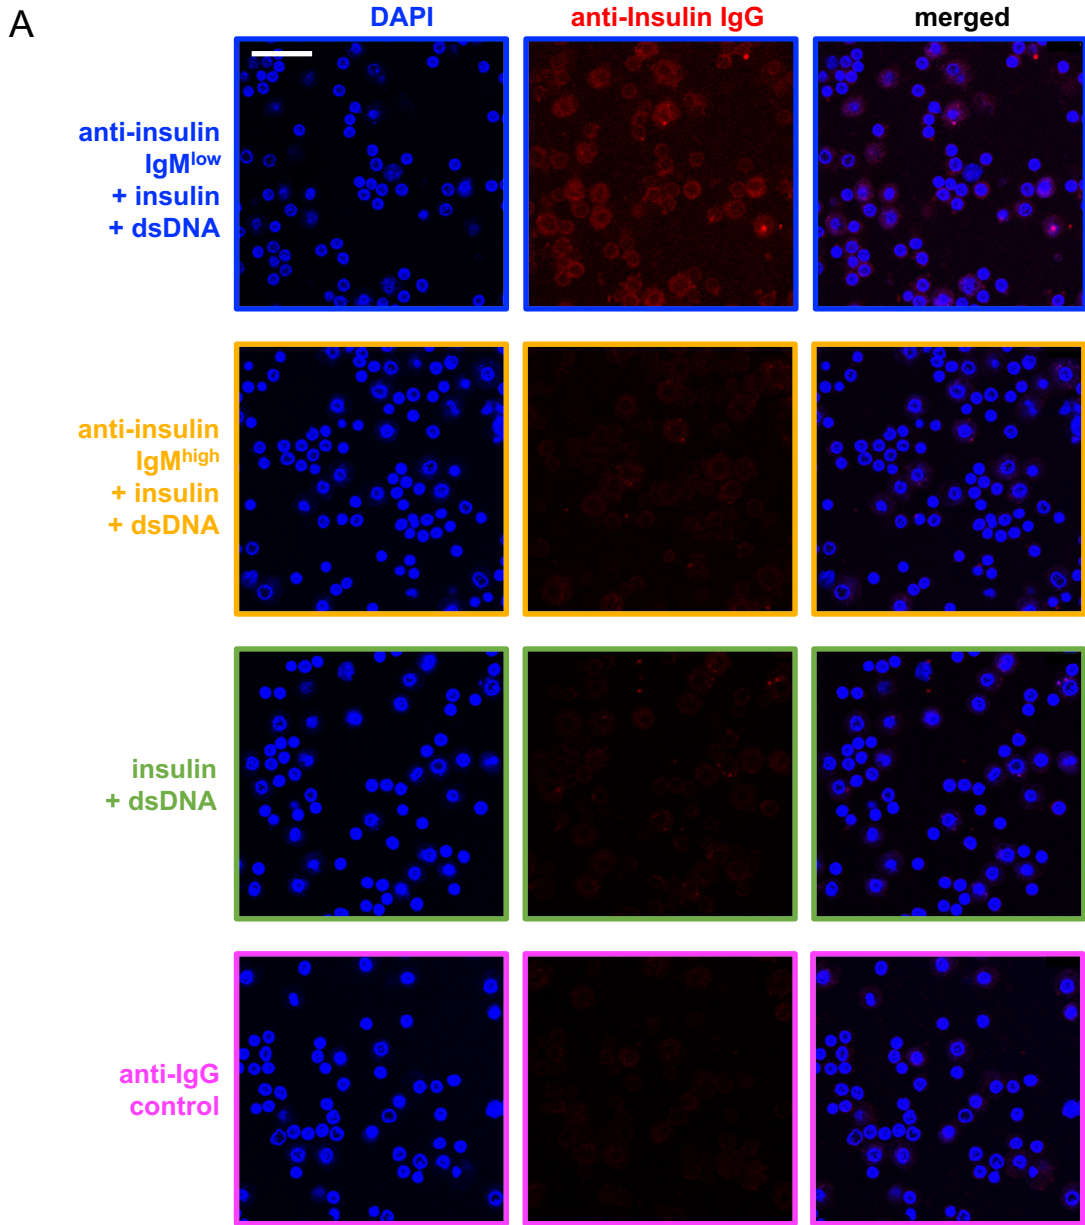 A
DAPI
anti-Insulin IgG
merged
anti-insulin
IgMlow
+ insulin
+ dsDNA
anti-insulin
IgMhigh
+ insulin
+ dsDNA
insulin
+ dsDNA
anti-IgG
control